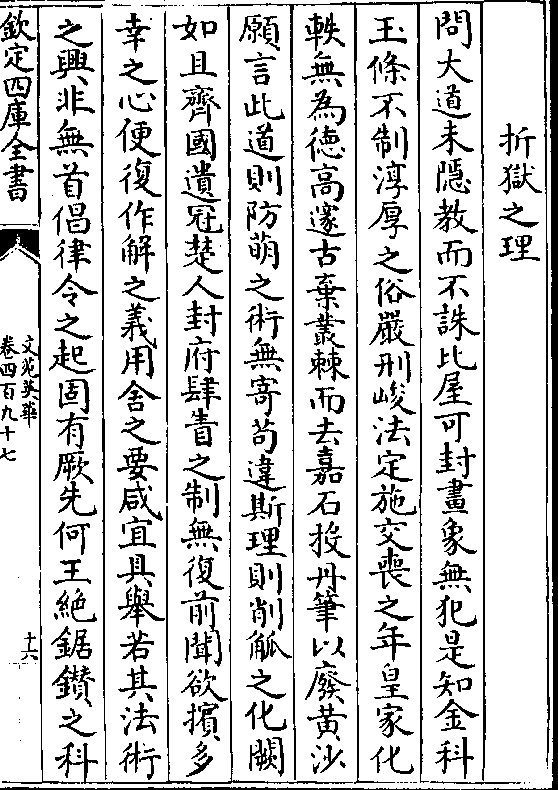 折獄之理
問大道未隱教而不誅比屋可封畫象無犯是知金科
玉條不制淳厚之俗嚴刑峻法定施交喪之年皇家化
軼無為德高邃古棄叢棘而去嘉石投丹筆以廢黃沙
願言此道則防萌之術無寄苟違斯理則削觚之化闕
如且齊國遺冠楚人封府肆眚之制無復前聞欲擯多
幸之心便復作解之義用舍之要咸宜具舉若其法術
之興非無首倡律令之起固有厥先何王絶鋸鑽之科
欽定四庫全書
文苑英華
卷四百九十七
十六